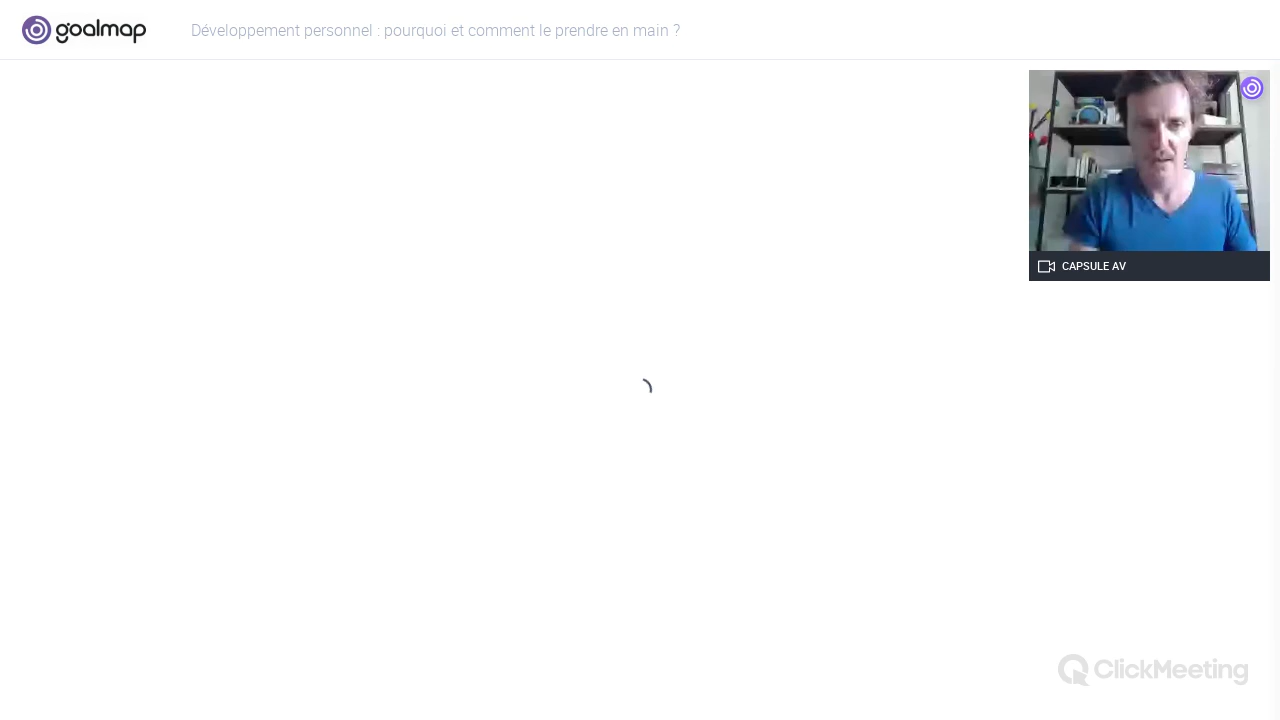 goalmap
Développement personnel : pourquoi et comment le prendre en main ?
CAPSULE AV
ClickMeeting